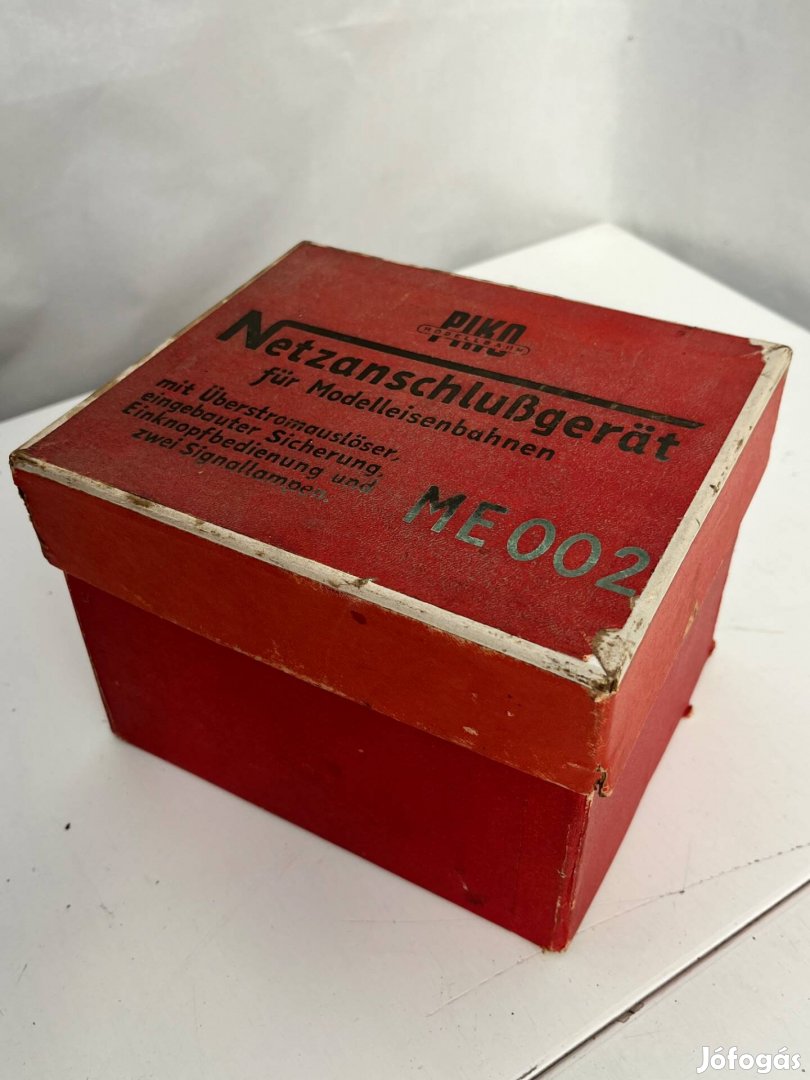 PIKO
MODELLBAHN
Netzanschlußgerät
für Modelleisenbahnen
mit Überstromauslöser,
eingebauter Sicherung,
Einknopfbedienung und
zwei Signallampen.
ME 002
Jófogás